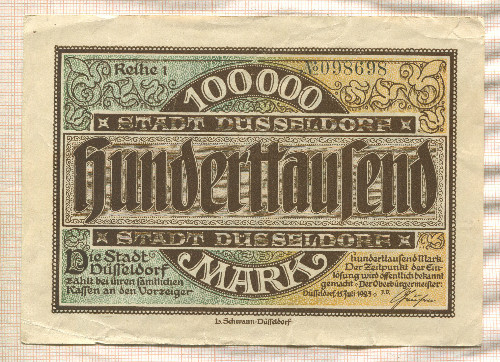 Reihe 1
№098698
100000
STADT DÜSSELDORF
Hunderttausend
STADT DÜSSELDORF
MARK
Die Stadt
Düsseldorf
zahlt bei ihren sämtlichen
Kassen an den Vorzeiger
hunderttausend Mark.
Der Zeitpunkt der Ein-
lösung wird öffentlich bekannt
gemacht · Der Oberbürgermeister:
Düsseldorf, 15. Juli 1923
L. Schwann-Düsseldorf